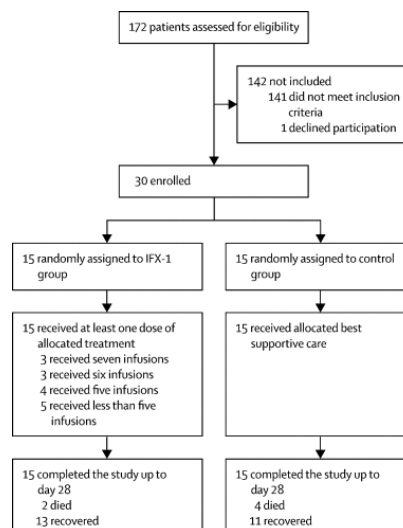 172 patients assessed for eligibility
142 not included
141 did not meet inclusion
criteria
1 declined participation
30 enrolled
15 randomly assigned to IFX-1
group
15 randomly assigned to control
group
15 received at least one dose of
allocated treatment
3 received seven infusions
3 received six infusions
4 received five infusions
5 received less than five
infusions
15 received allocated best
supportive care
15 completed the study up to
day 28
2 died
13 recovered
15 completed the study up to
day 28
4 died
11 recovered